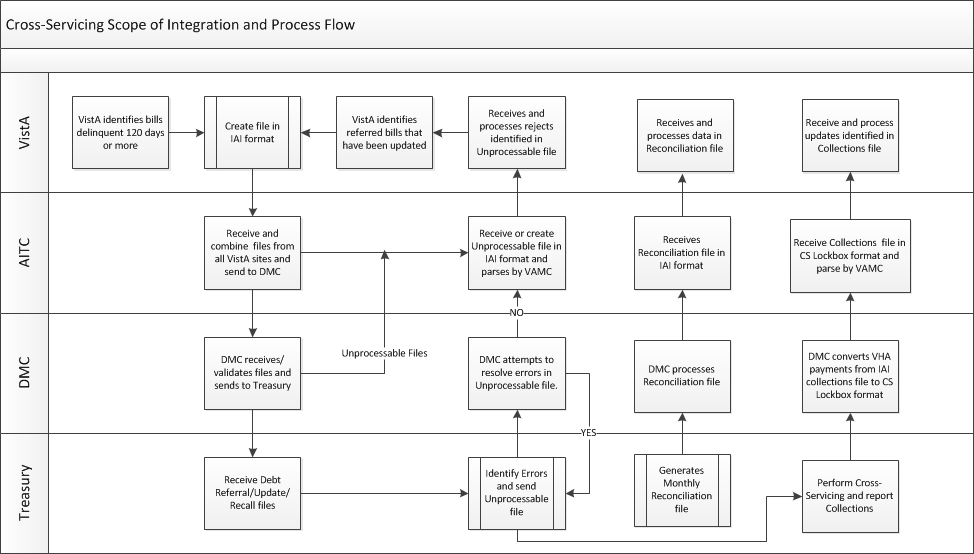 Cross-Servicing Scope of Integration and Process Flow
VistA
VistA identifies bills
delinquent 120 days
or more
Create file in
IAI format
VistA identifies
referred bills that
have been updated
Receives and
processes rejects
identified in
Unprocessable file
Receives and
processes data in
Reconciliation file
Receive and process
updates identified in
Collections file
AITC
Receive and
combine files from
all VistA sites and
send to DMC
Receive or create
Unprocessable file in
IAI format and
parses by VAMC
Receives
Reconciliation file in
IAI format
Receive Collections file in
CS Lockbox format and
parse by VAMC
NO
DMC
DMC receives/
validates files and
sends to Treasury
Unprocessable Files
DMC attempts to
resolve errors in
Unprocessable file.
DMC processes
Reconciliation file
DMC converts VHA
payments from IAI
collections file to CS
Lockbox format
YES
Treasury
Receive Debt
Referral/Update/
Recall files
Identify Errors
and send
Unprocessable
file
Generates
Monthly
Reconciliation
file
Perform Cross-
Servicing and report
Collections